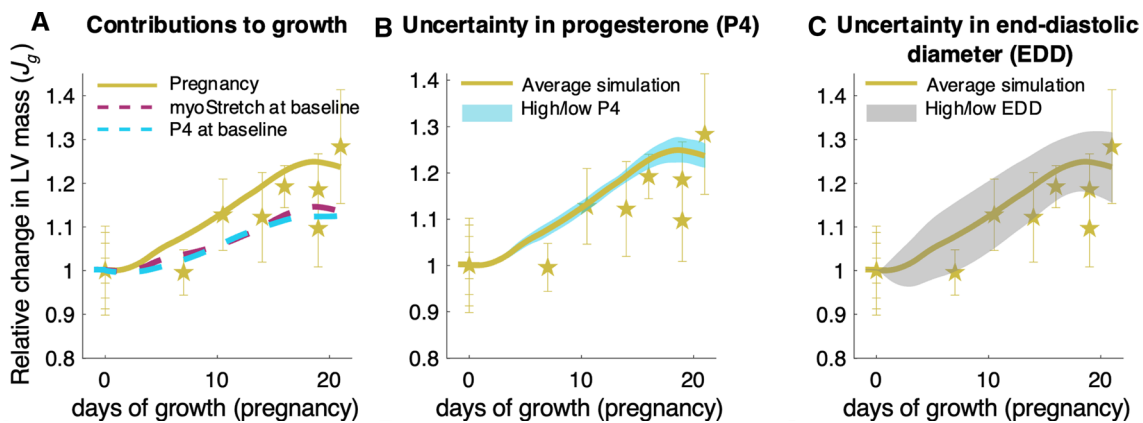 A Contributions to growth
Relative change in LV mass (Jg)
1.4
1.3
1.2
1.1
1
0.9
0.8
Pregnancy
myoStretch at baseline
P4 at baseline
0 10 20
days of growth (pregnancy)
B Uncertainty in progesterone (P4)
1.4
1.3
1.2
1.1
1
0.9
0.8
Average simulation
High/low P4
0 10 20
days of growth (pregnancy)
C Uncertainty in end-diastolic
diameter (EDD)
1.4
1.3
1.2
1.1
1
0.9
0.8
Average simulation
High/low EDD
0 10 20
days of growth (pregnancy)